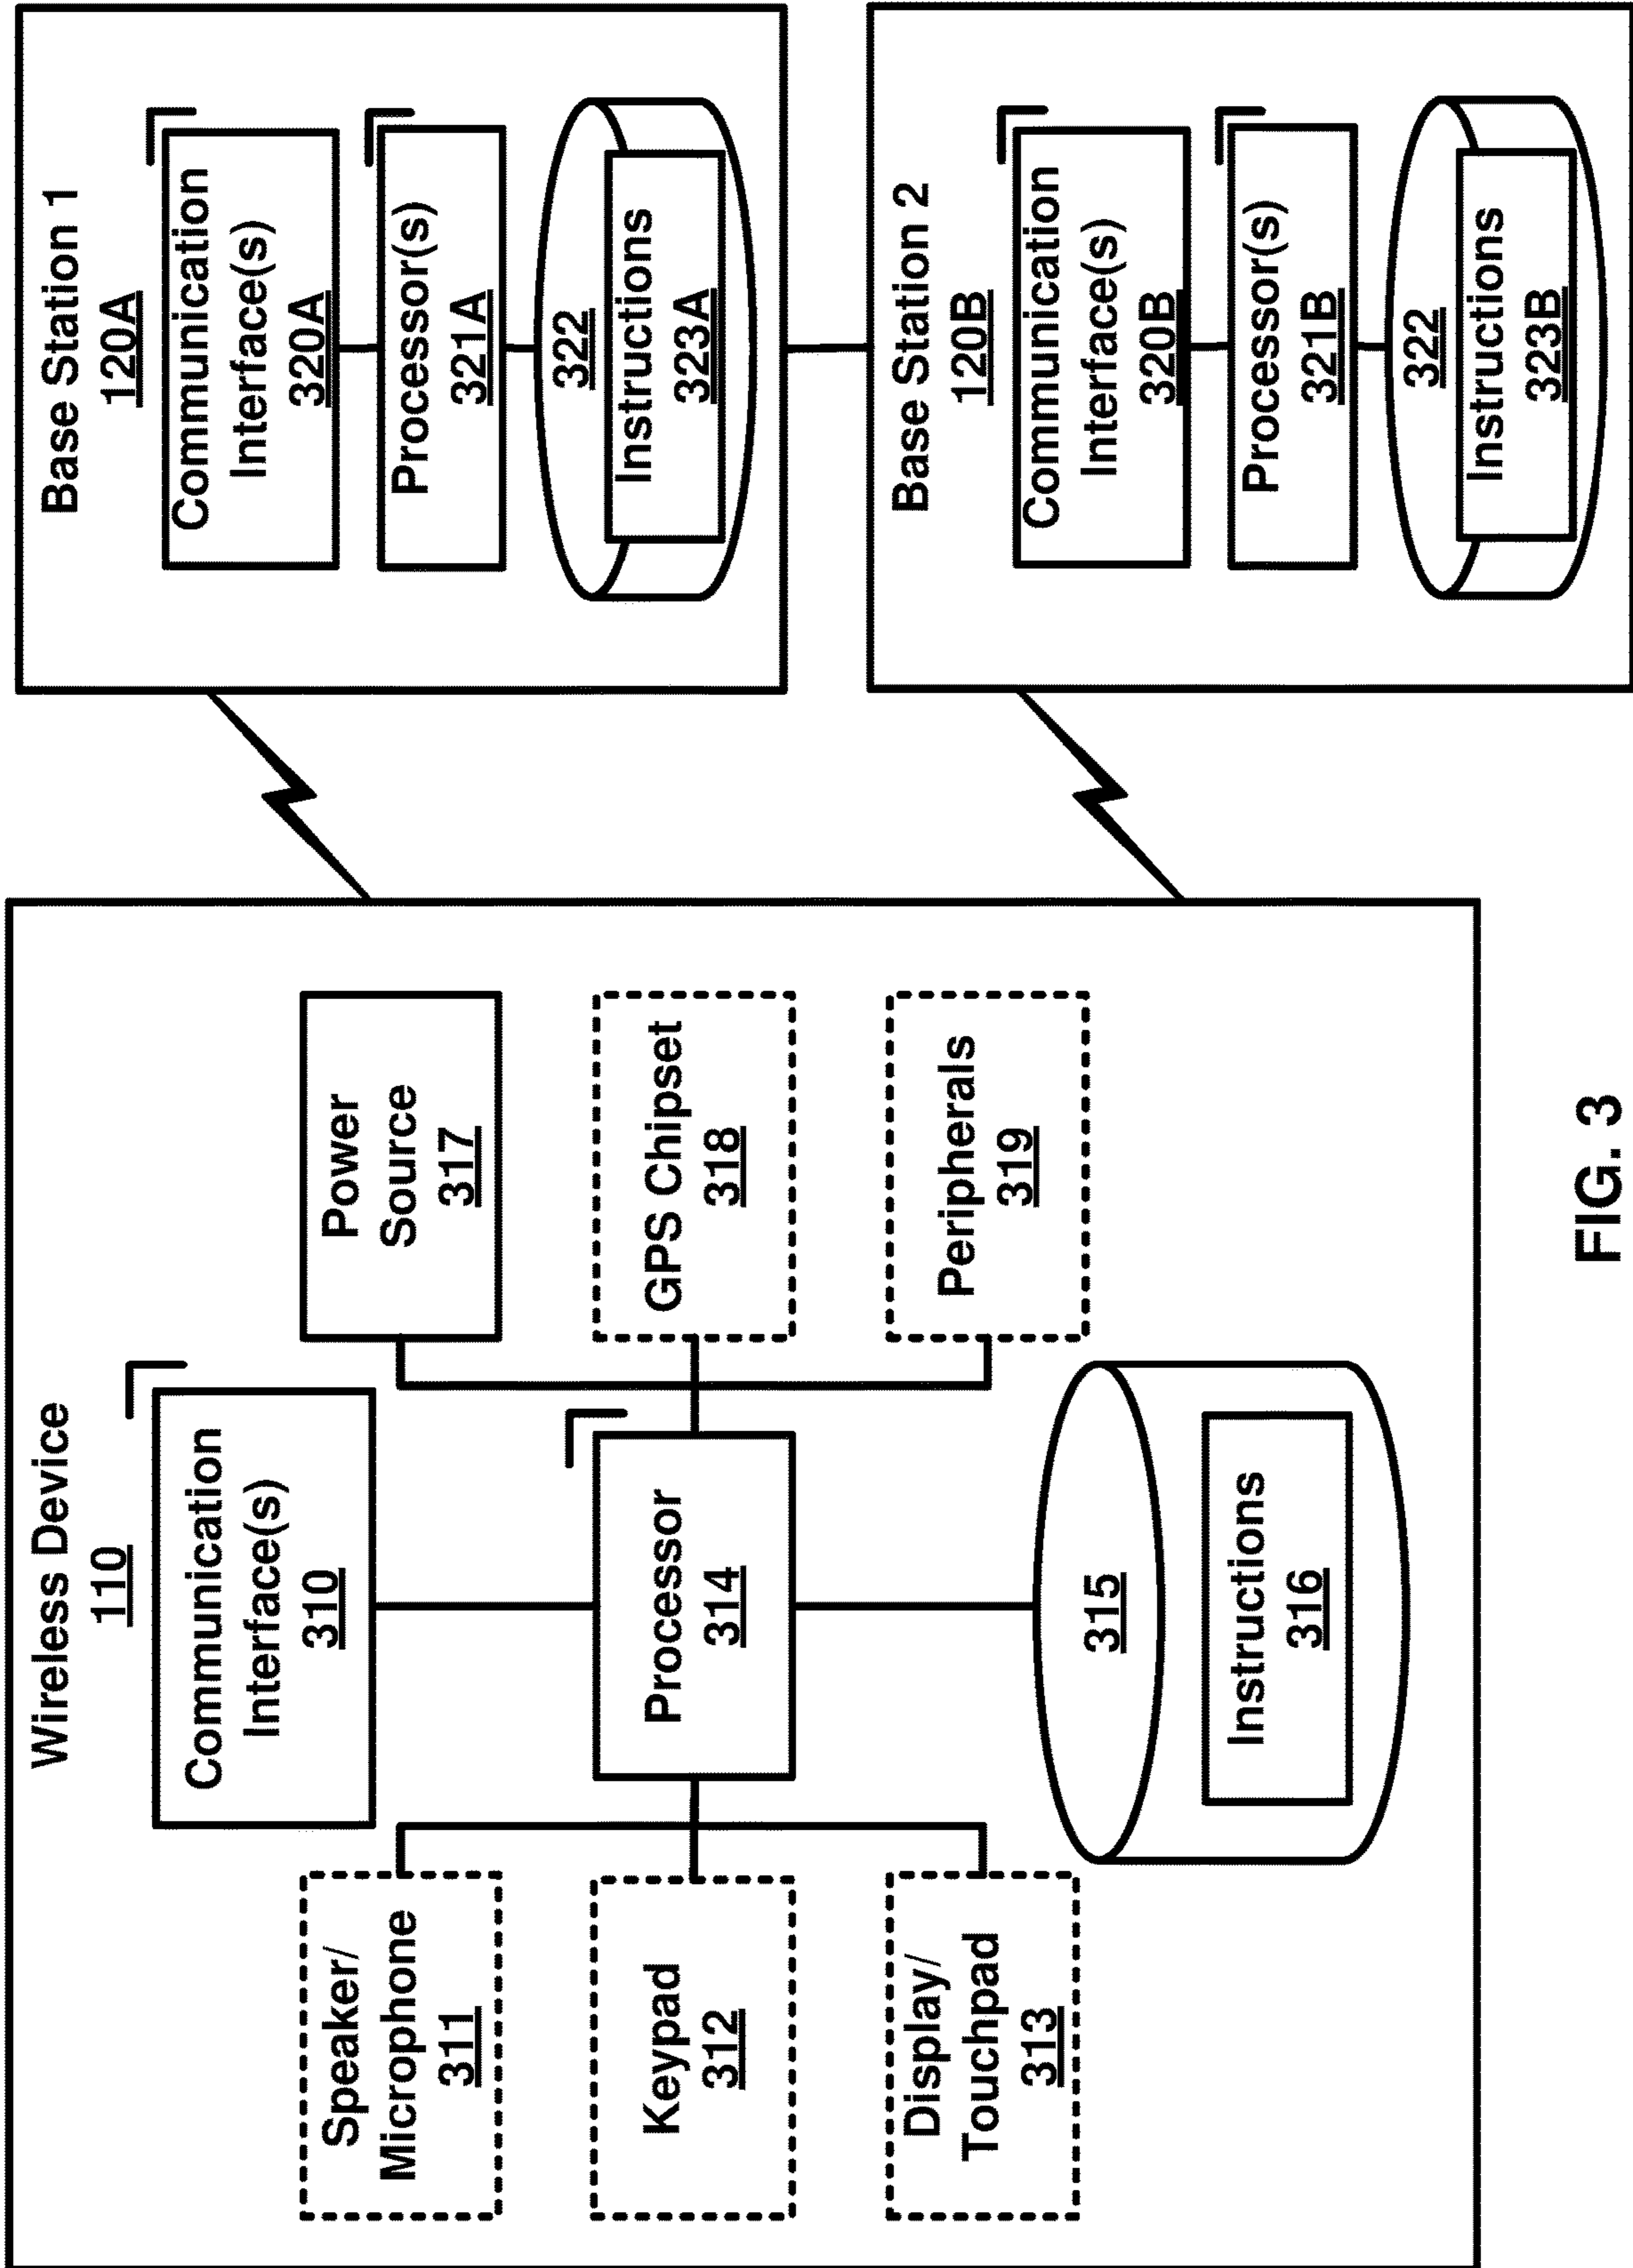 Wireless Device
110
Communication
Interface(s)
310
Speaker/
Microphone
311
Power
Source
317
Keypad
312
Processor
314
GPS Chipset
318
Display/
Touchpad
313
Peripherals
319
315
Instructions
316
Base Station 1
120A
Communication
Interface(s)
320A
Processor(s)
321A
322
Instructions
323A
Base Station 2
120B
Communication
Interface(s)
320B
Processor(s)
321B
322
Instructions
323B
FIG. 3